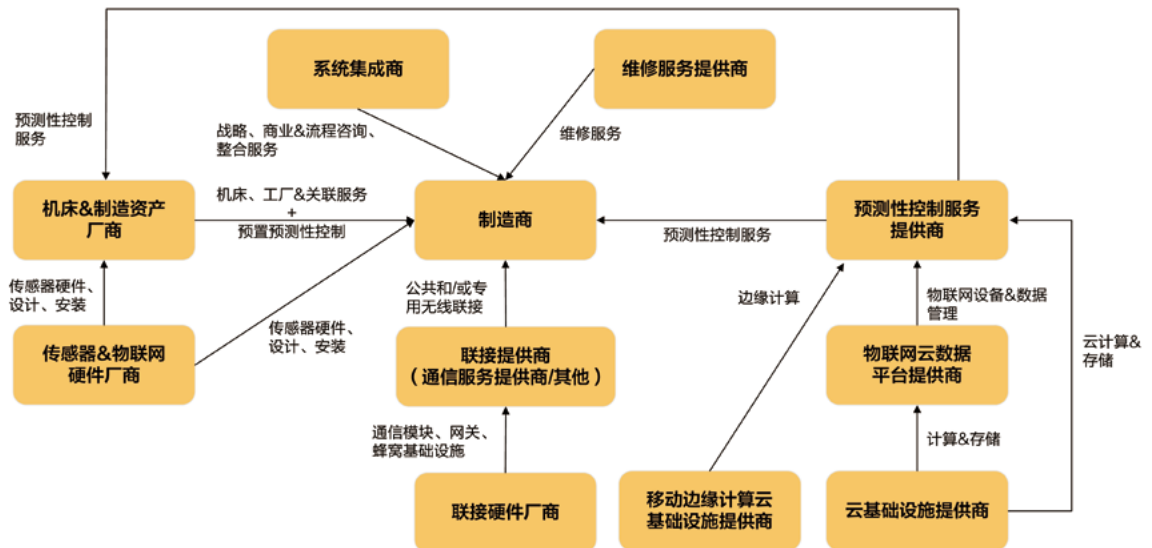 系统集成商
维修服务提供商
预测性控制
服务
战略、商业&流程咨询、
整合服务
维修服务
机床&制造资产
厂商
机床、工厂&关联服务
+
预置预测性控制
制造商
预测性控制服务
预测性控制服务
提供商
传感器硬件、
设计、安装
传感器硬件、
设计、安装
公共和/或专
用无线联接
边缘计算
物联网设备&数据
管理
云计算&
存储
传感器&物联网
硬件厂商
联接提供商
（通信服务提供商/其他）
物联网云数据
平台提供商
通信模块、网关、
蜂窝基础设施
计算&存储
联接硬件厂商
移动边缘计算云
基础设施提供商
云基础设施提供商